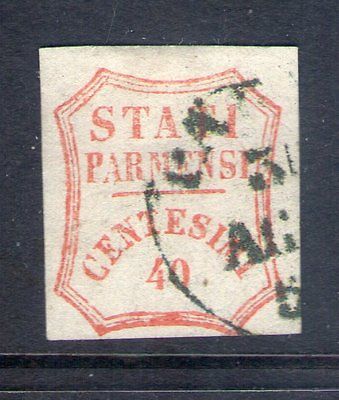 STATI
PARMENSI
CENTESIMI
40